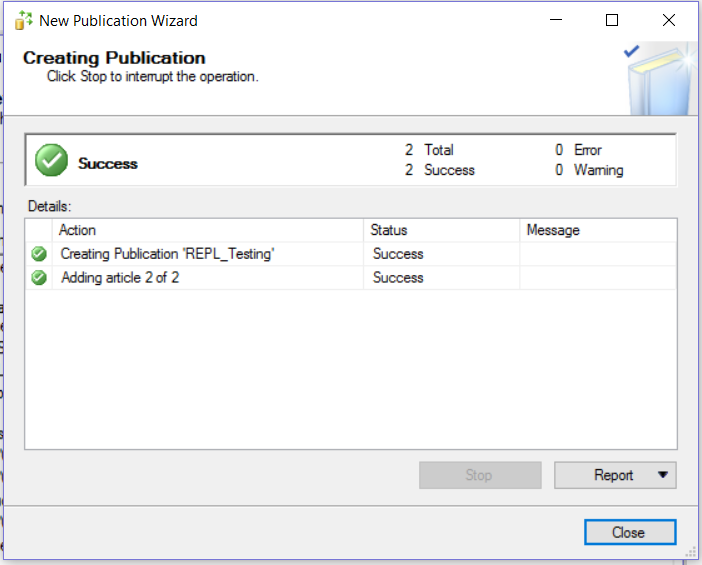 New Publication Wizard
Creating Publication
Click Stop to interrupt the operation.
Success
2 Total 0 Error
2 Success 0 Warning
Details:
Action Status Message
Creating Publication 'REPL_Testing' Success
Adding article 2 of 2 Success
Stop Report
Close